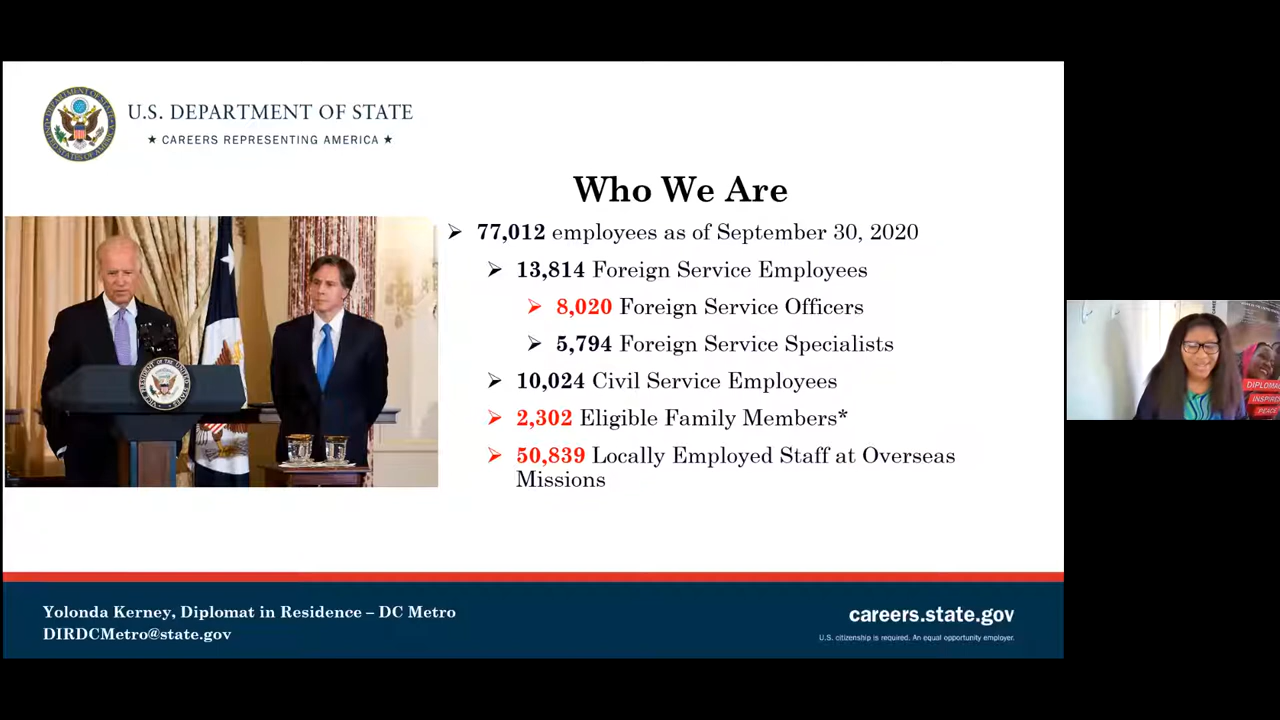 U.S. DEPARTMENT OF STATE
★ CAREERS REPRESENTING AMERICA ★
Who We Are
➢ 77,012 employees as of September 30, 2020
➢ 13,814 Foreign Service Employees
➢ 8,020 Foreign Service Officers
➢ 5,794 Foreign Service Specialists
➢ 10,024 Civil Service Employees
➢ 2,302 Eligible Family Members*
➢ 50,839 Locally Employed Staff at Overseas
Missions
DIPLOMA
INSPIRE
PEACE
Yolonda Kerney, Diplomat in Residence – DC Metro
DIRDCMetro@state.gov
careers.state.gov
U.S. citizenship is required. An equal opportunity employer.